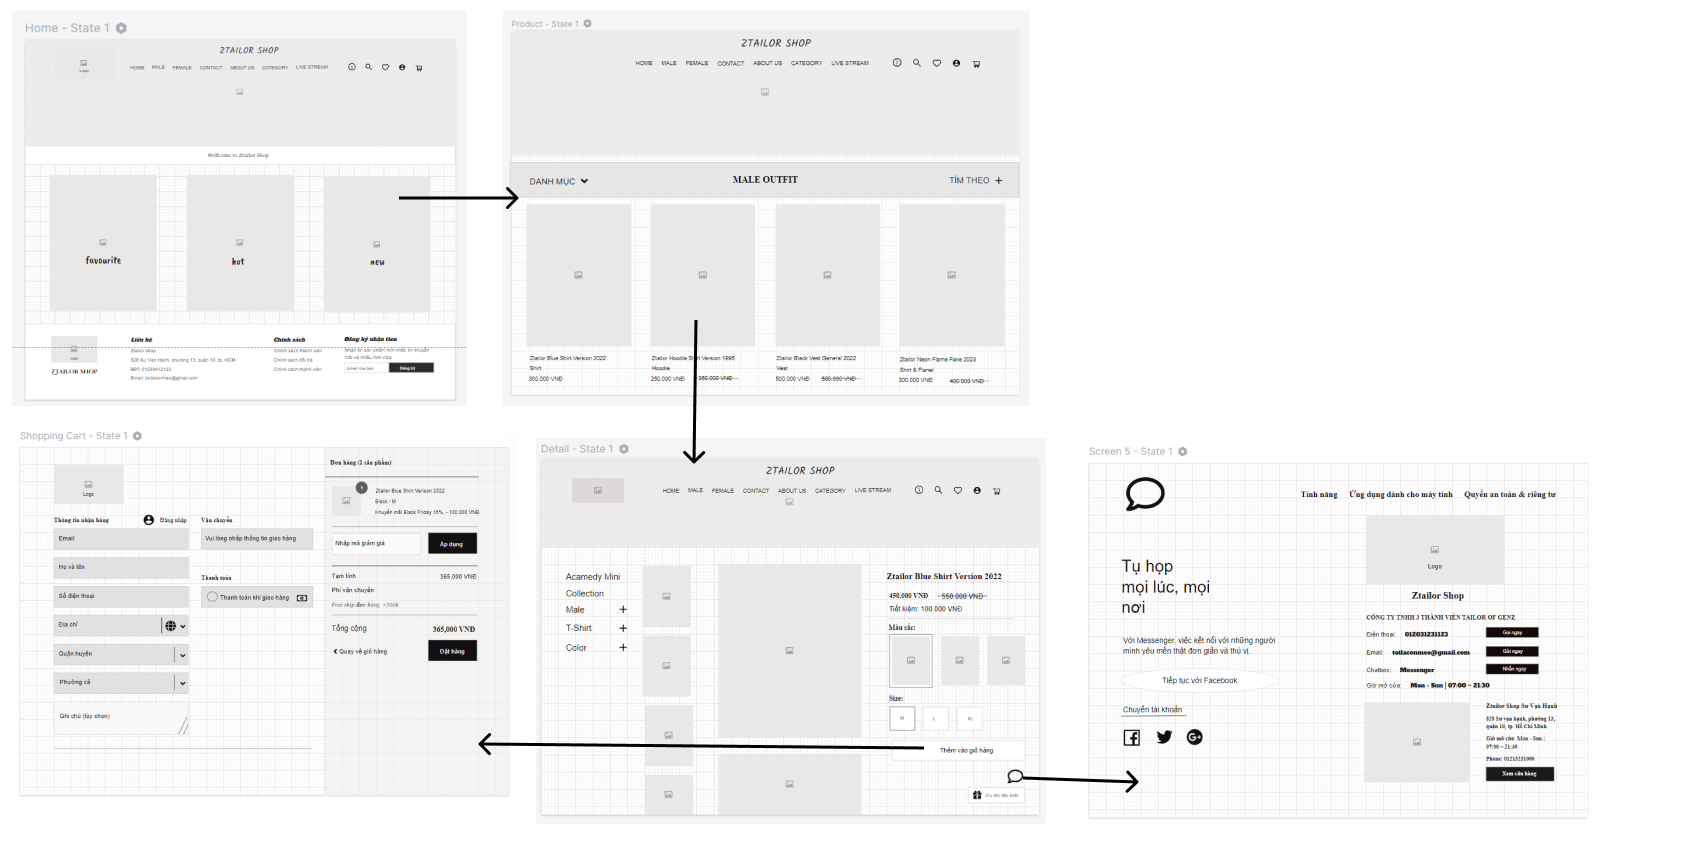 Home - State 1
ZTAILOR SHOP
Logo
HOME MALE FEMALE CONTACT ABOUT US CATEGORY LIVE STREAM
Wellcome to Ztailor Shop
favourite
hot
new
Liên hệ
Ztailor shop
828 Sư Vạn Hạnh, phường 13, quận 10, tp. HCM
SĐT: 01233412123
Email: toilaconmeo@gmail.com
Chính sách
Chính sách thành viên
Chính sách đổi trả
Chính sách thành viên
Đăng ký nhân tien
Nhận tin sản phẩm mới nhất, tin khuyến
mãi và nhiều hơn nữa.
Email của bạn
Đăng ký
logo
ZTAILOR SHOP
Product - State 1
ZTAILOR SHOP
HOME MALE FEMALE CONTACT ABOUT US CATEGORY LIVE STREAM
DANH MỤC
MALE OUTFIT
TÌM THEO
Ztailor Blue Shirt Version 2022
Shirt
300.000 VNĐ
Ztailor Hoodie Shirt Version 1995
Hoodie
250.000 VNĐ 350.000 VNĐ
Ztailor Black Vest General 2022
Vest
500.000 VNĐ 580.000 VNĐ
Ztailor Neon Flame Fake 2023
Shirt & Flanel
300.000 VNĐ 400.000 VNĐ
Shopping Cart - State 1
Logo
Thông tin nhận hàng
Đăng nhập
Email
Họ và tên
Số điện thoại
Địa chỉ
Quận huyện
Phường xã
Ghi chú (tùy chọn)
Vận chuyển
Vui lòng nhập thông tin giao hàng
Thanh toán
Thanh toán khi giao hàng
Đơn hàng (1 sản phẩm)
1
Ztailor Blue Shirt Verison 2022
Black / M
Khuyến mãi Black Friday 15%, - 100,000 VNĐ
Nhập mã giảm giá
Áp dụng
Tạm tính 365,000 VNĐ
Phí vận chuyển
Free ship đơn hàng >700k
Tổng cộng 365,000 VNĐ
Quay về giỏ hàng
Đặt hàng
Detail - State 1
ZTAILOR SHOP
HOME MALE FEMALE CONTACT ABOUT US CATEGORY LIVE STREAM
Acamedy Mini
Collection
Male
T-Shirt
Color
Ztailor Blue Shirt Version 2022
450.000 VNĐ 550.000 VNĐ
Tiết kiệm: 100.000 VNĐ
Màu sắc:
Size:
M L XL
Thêm vào giỏ hàng
Ưu đãi đặc biệt
Screen 5 - State 1
Tính năng Ứng dụng dành cho máy tính Quyền an toàn & riêng tư
Tụ họp
mọi lúc, mọi
nơi
Với Messenger, việc kết nối với những người
mình yêu mến thật đơn giản và thú vị.
Tiếp tục với Facebook
Chuyển tài khoản
Logo
Ztailor Shop
CÔNG TY TNHH 3 THÀNH VIÊN TAILOR OF GENZ
Điện thoại: 012031231123
Gọi ngay
Email: toilaconmeo@gmail.com
Gửi ngay
Chatbox: Messenger
Nhắn ngay
Giờ mở cửa: Mon - Sun | 07:00 - 21:30
Ztailor Shop Sư Vạn Hạnh
828 Sư vạn hạnh, phường 13,
quận 10, tp. Hồ Chí Minh
Giờ mở cửa: Mon - Sun |
07:00 ~ 21:30
Phone: 01213231000
Xem cửa hàng